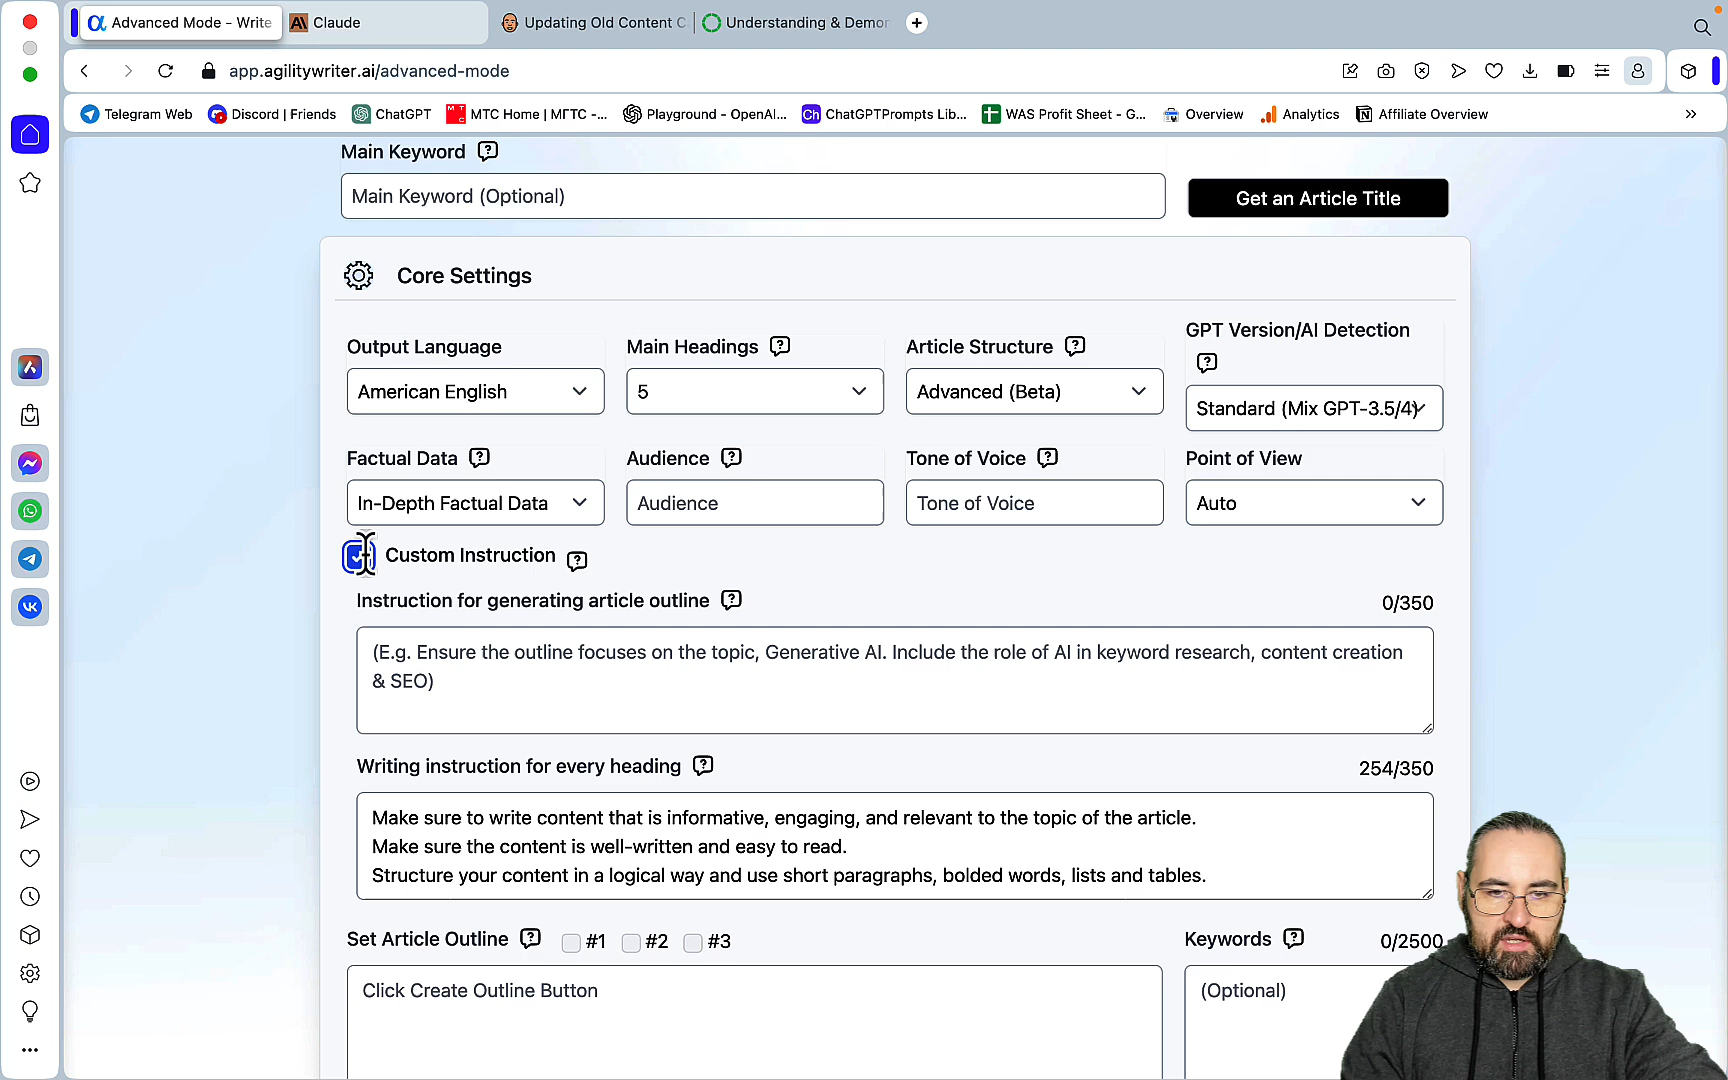 Advanced Mode - Write
Claude
Updating Old Content C
Understanding & Demor
app.agilitywriter.ai/advanced-mode
Telegram Web
Discord | Friends
ChatGPT
MTC Home | МГТС -...
Playground - OpenAI...
Ch ChatGPTPrompts Lib...
WAS Profit Sheet - G...
Overview
Analytics
Affiliate Overview
Main Keyword
Main Keyword (Optional)
Get an Article Title
Core Settings
Output Language
Main Headings
Article Structure
GPT Version/AI Detection
American English
5
Advanced (Beta)
Standard (Mix GPT-3.5/4)
Factual Data
Audience
Tone of Voice
Point of View
In-Depth Factual Data
Audience
Tone of Voice
Auto
Custom Instruction
Instruction for generating article outline
0/350
(E.g. Ensure the outline focuses on the topic, Generative AI. Include the role of AI in keyword research, content creation
& SEO)
Writing instruction for every heading
254/350
Make sure to write content that is informative, engaging, and relevant to the topic of the article.
Make sure the content is well-written and easy to read.
Structure your content in a logical way and use short paragraphs, bolded words, lists and tables.
Set Article Outline
#1
#2
#3
Keywords
0/2500
Click Create Outline Button
(Optional)